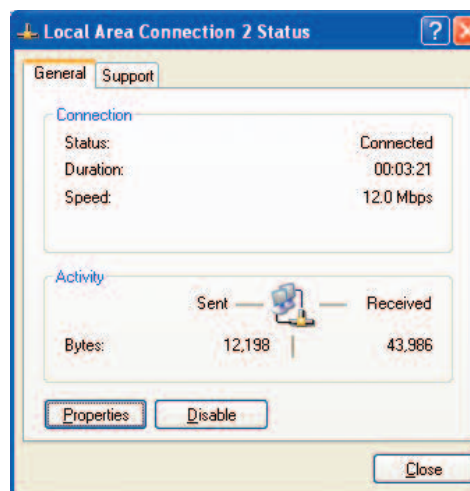 Local Area Connection 2 Status
General Support
Connection
Status: Connected
Duration: 00:03:21
Speed: 12.0 Mbps
Activity
Sent Received
Bytes: 12,198 43,986
Properties Disable
Close